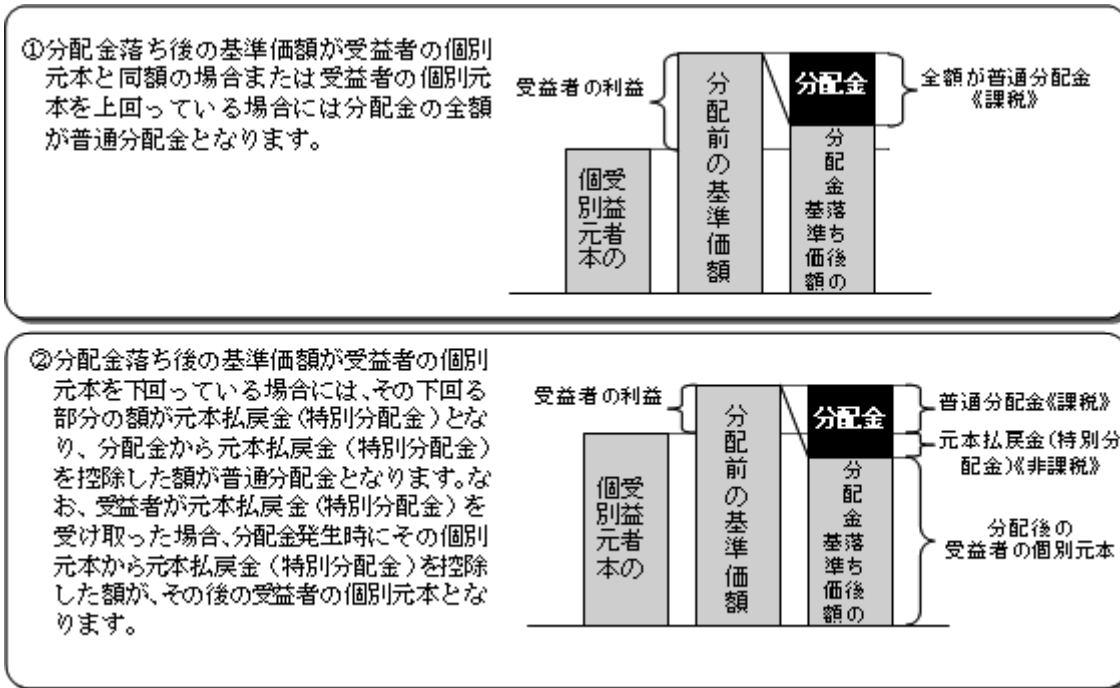 ①分配金落ち後の基準価額が受益者の個別
元本と同額の場合または受益者の個別元
本を上回っている場合には分配金の全額
が普通分配金となります。
受益者の利益
受益者の
個別元本
分配前の基準価額
分配金
分配金
落ち後の
基準価額
全額が普通分配金
《課税》
②分配金落ち後の基準価額が受益者の個別
元本を下回っている場合には、その下回る
部分の額が元本払戻金(特別分配金)とな
り、分配金から元本払戻金(特別分配金)
を控除した額が普通分配金となります。な
お、受益者が元本払戻金(特別分配金)を
受け取った場合、分配金発生時にその個別
元本から元本払戻金(特別分配金)を控除
した額が、その後の受益者の個別元本とな
ります。
受益者の利益
受益者の
個別元本
分配前の基準価額
分配金
分配金
落ち後の
基準価額
普通分配金《課税》
元本払戻金(特別分
配金)《非課税》
分配後の
受益者の個別元本